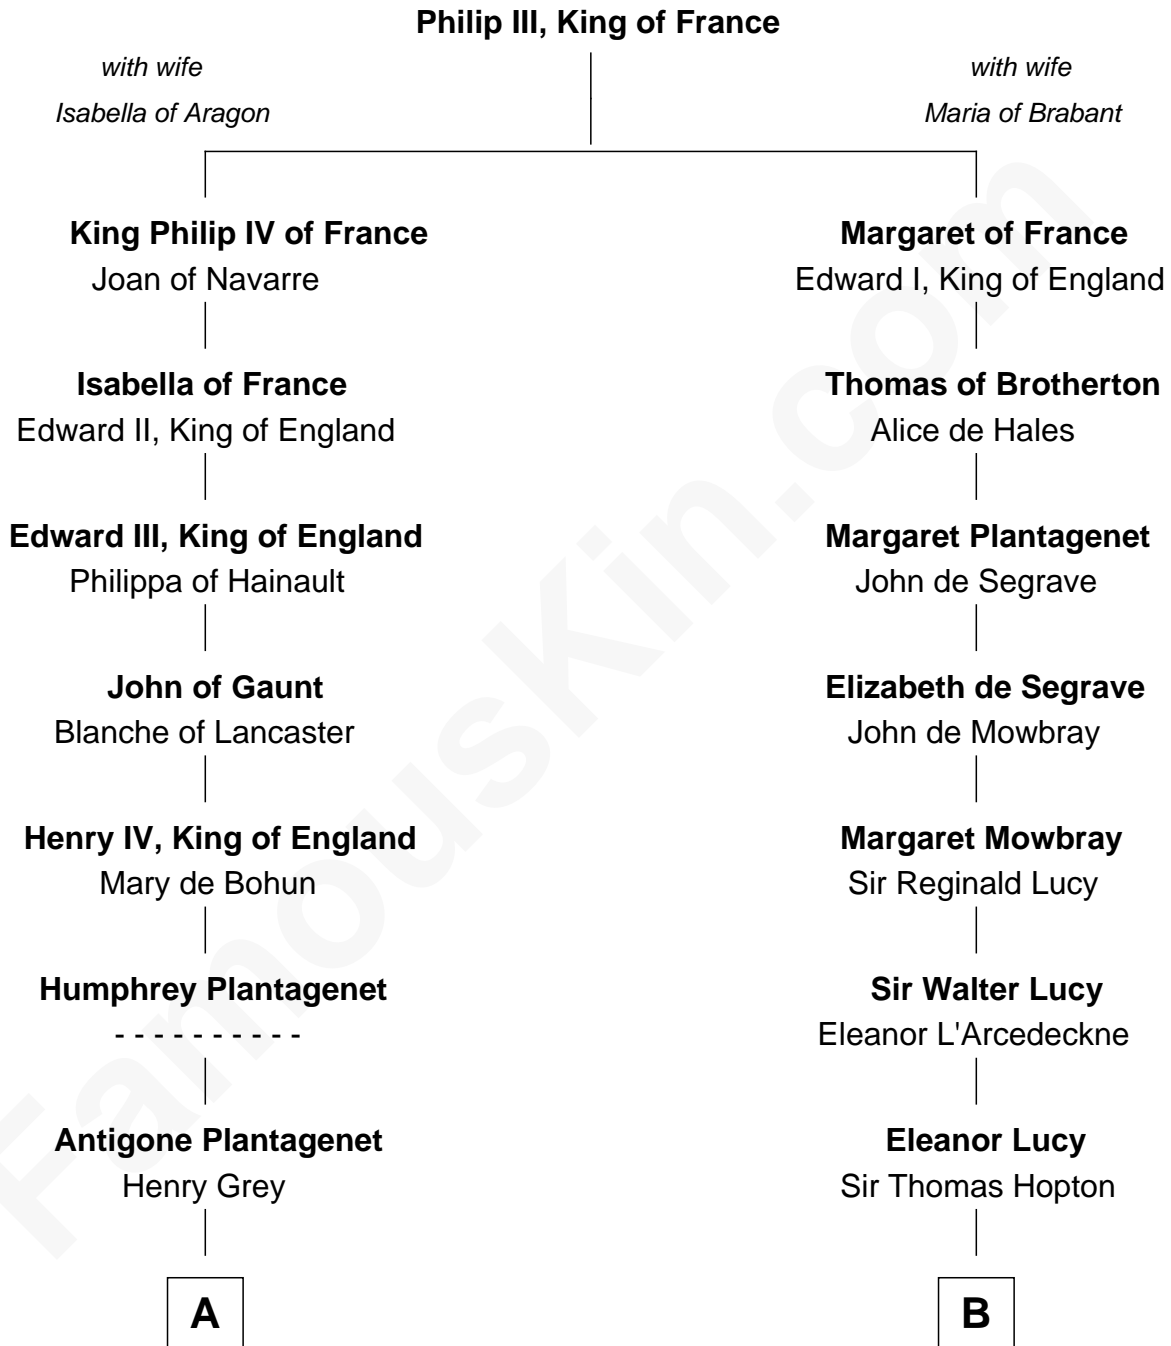 Philip III, King of France
with wife
Isabella of Aragon
with wife
Maria of Brabant
King Philip IV of France
Joan of Navarre
Margaret of France
Edward I, King of England
Isabella of France
Edward II, King of England
Thomas of Brotherton
Alice de Hales
Edward III, King of England
Philippa of Hainault
Margaret Plantagenet
John de Segrave
John of Gaunt
Blanche of Lancaster
Elizabeth de Segrave
John de Mowbray
Henry IV, King of England
Mary de Bohun
Margaret Mowbray
Sir Reginald Lucy
Humphrey Plantagenet
- - - - - - - - - -
Sir Walter Lucy
Eleanor L'Arcedeckne
Antigone Plantagenet
Henry Grey
Eleanor Lucy
Sir Thomas Hopton
A
B
FamousKin.com